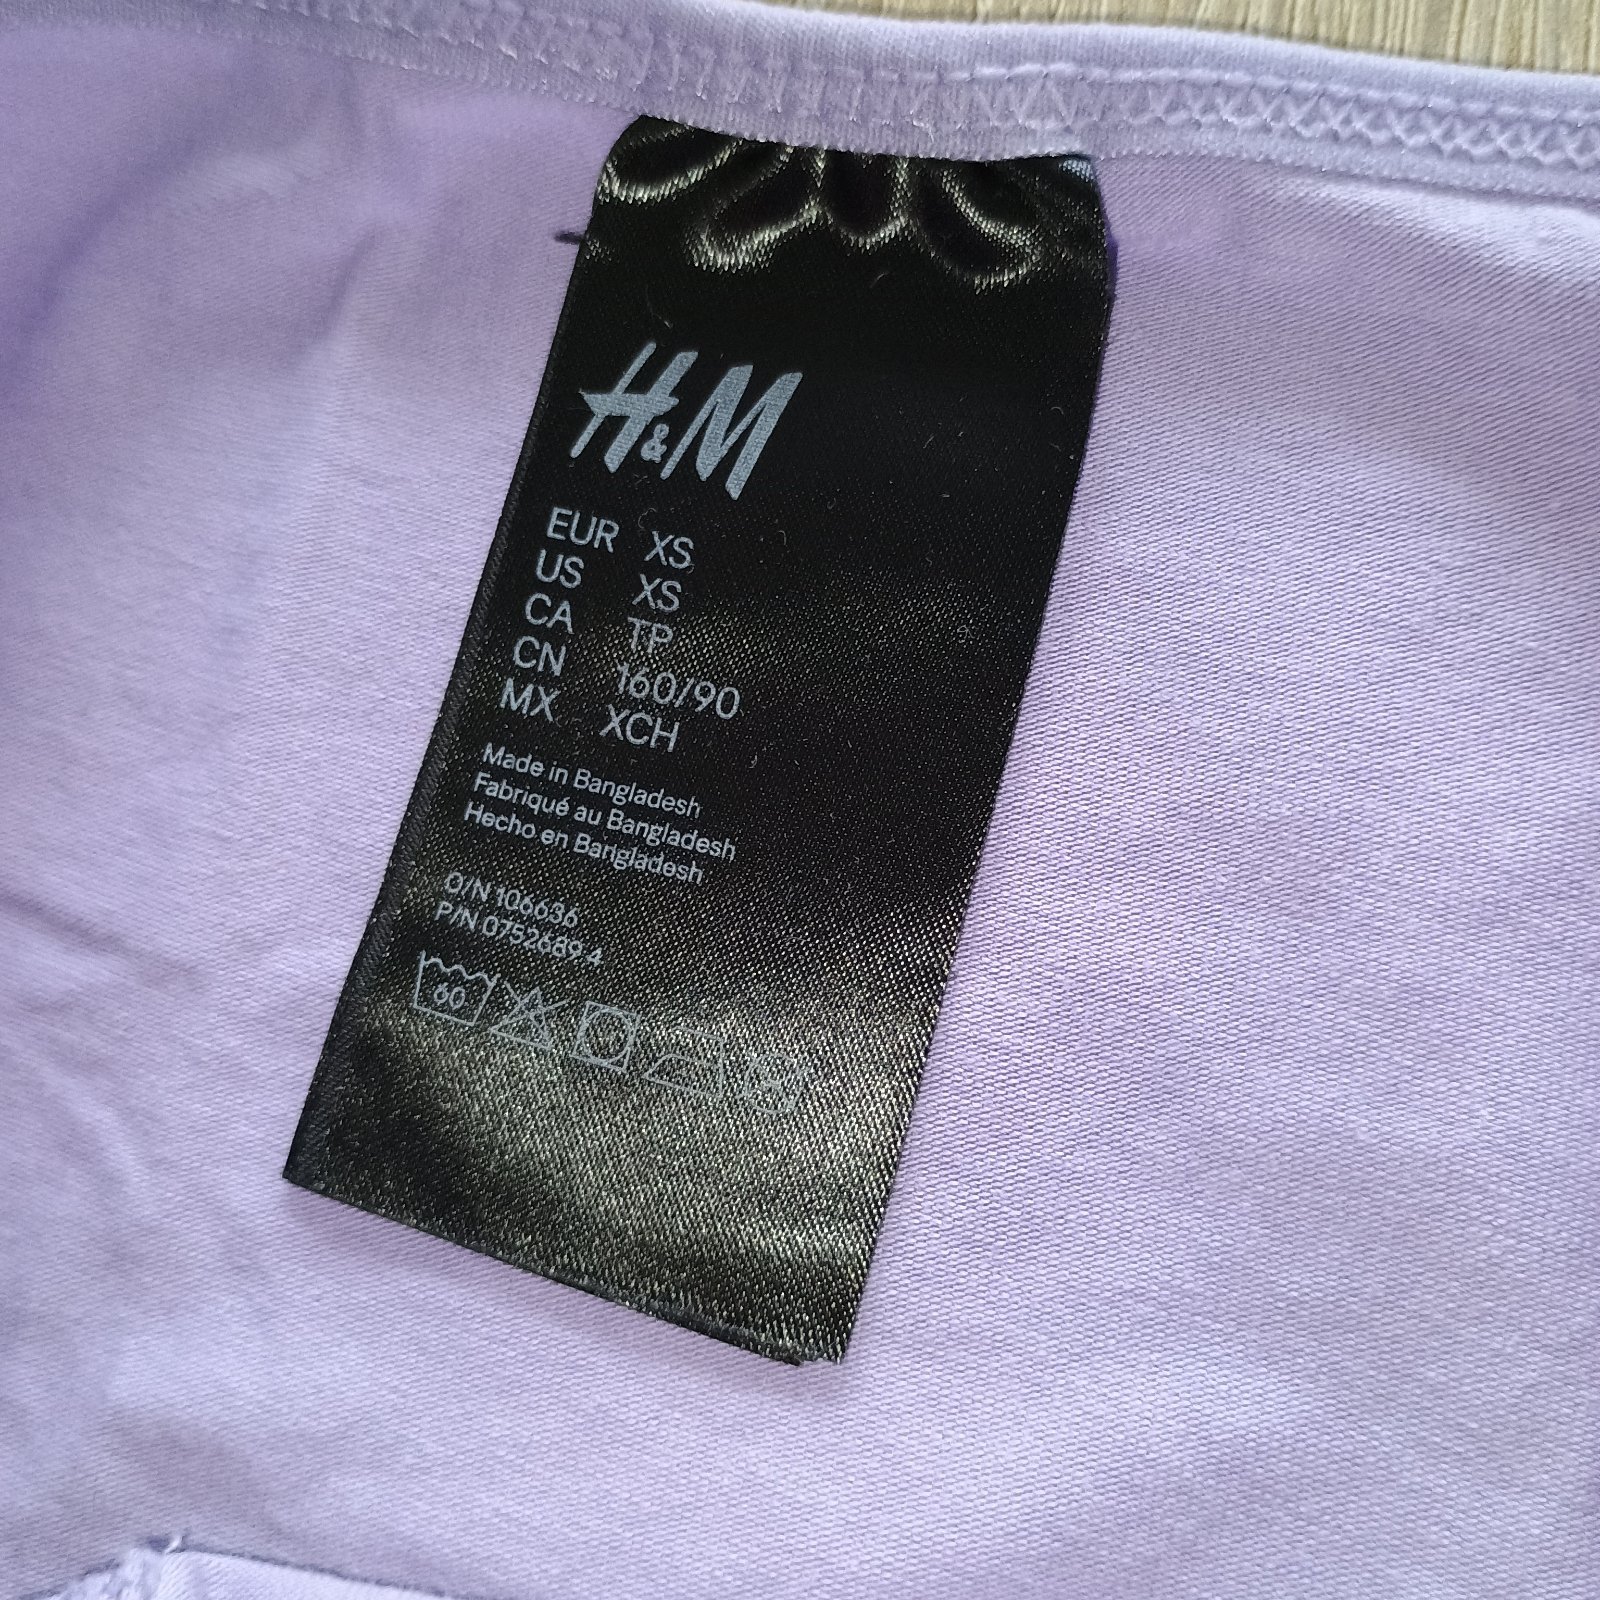 H&M
EUR XS
US XS
CA TP
CN 160/90
MX XCH
Made in Bangladesh
Fabriqué au Bangladesh
Hecho en Bangladesh
O/N 106636
P/N 0752689.4
60